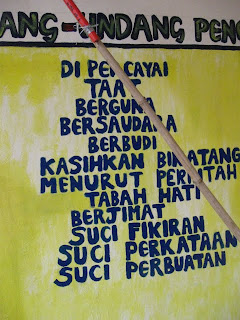 ANG-UNDANG PENG
DI PERCAYAI
TAAT
BERGUNA
BERSAUDARA
BERBUDI
KASIHKAN BINATANG
MENURUT PERINTAH
TABAH HATI
BERJIMAT
SUCI FIKIRAN
SUCI PERKATAAN
SUCI PERBUATAN